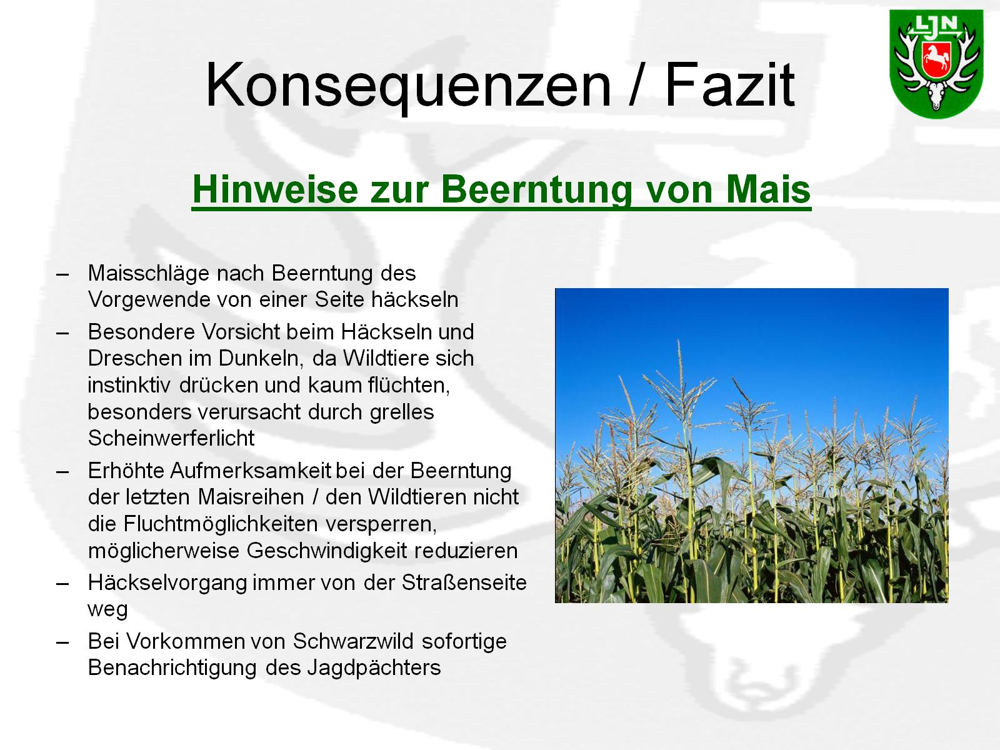 LJN
Konsequenzen / Fazit
Hinweise zur Beerntung von Mais
– Maisschläge nach Beerntung des
Vorgewende von einer Seite häckseln
– Besondere Vorsicht beim Häckseln und
Dreschen im Dunkeln, da Wildtiere sich
instinktiv drücken und kaum flüchten,
besonders verursacht durch grelles
Scheinwerferlicht
– Erhöhte Aufmerksamkeit bei der Beerntung
der letzten Maisreihen / den Wildtieren nicht
die Fluchtmöglichkeiten versperren,
möglicherweise Geschwindigkeit reduzieren
– Häckselvorgang immer von der Straßenseite
weg
– Bei Vorkommen von Schwarzwild sofortige
Benachrichtigung des Jagdpächters